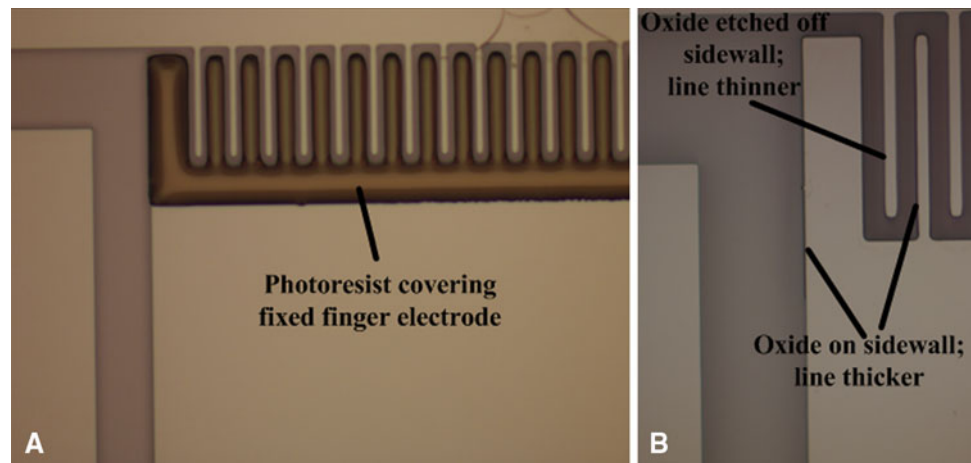 Photoresist covering
fixed finger electrode
A
Oxide etched off
sidewall;
line thinner
Oxide on sidewall;
line thicker
B